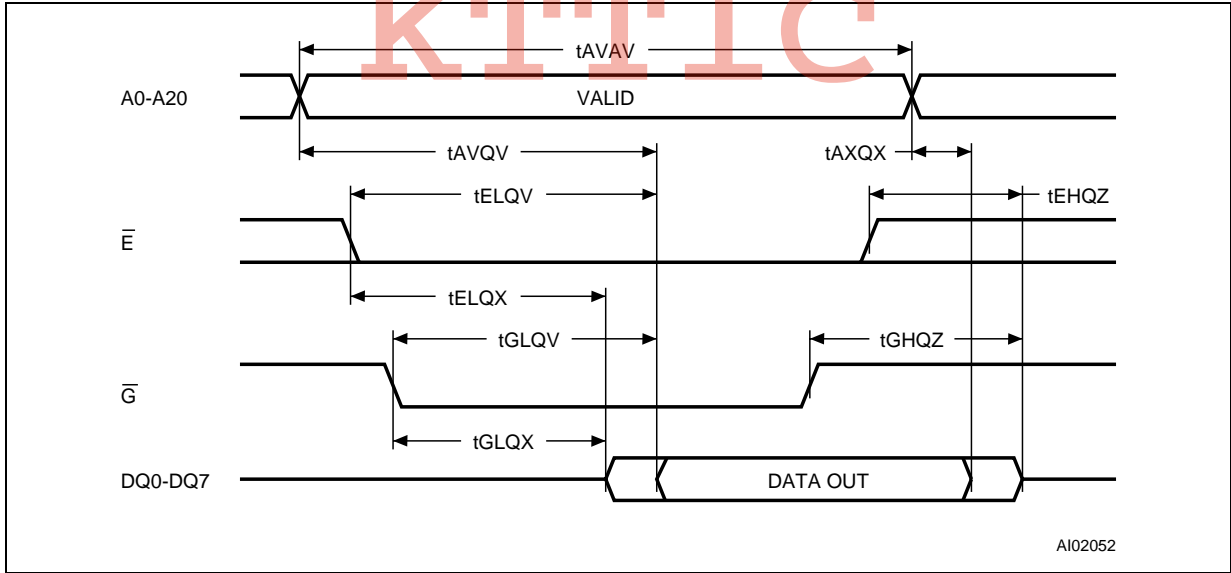 KTTIC
tAVAV
A0-A20
VALID
tAVQV
tAXQX
tELQV
tEHQZ
E
tELQX
tGLQV
tGHQZ
G
tGLQX
DQ0-DQ7
DATA OUT
AI02052